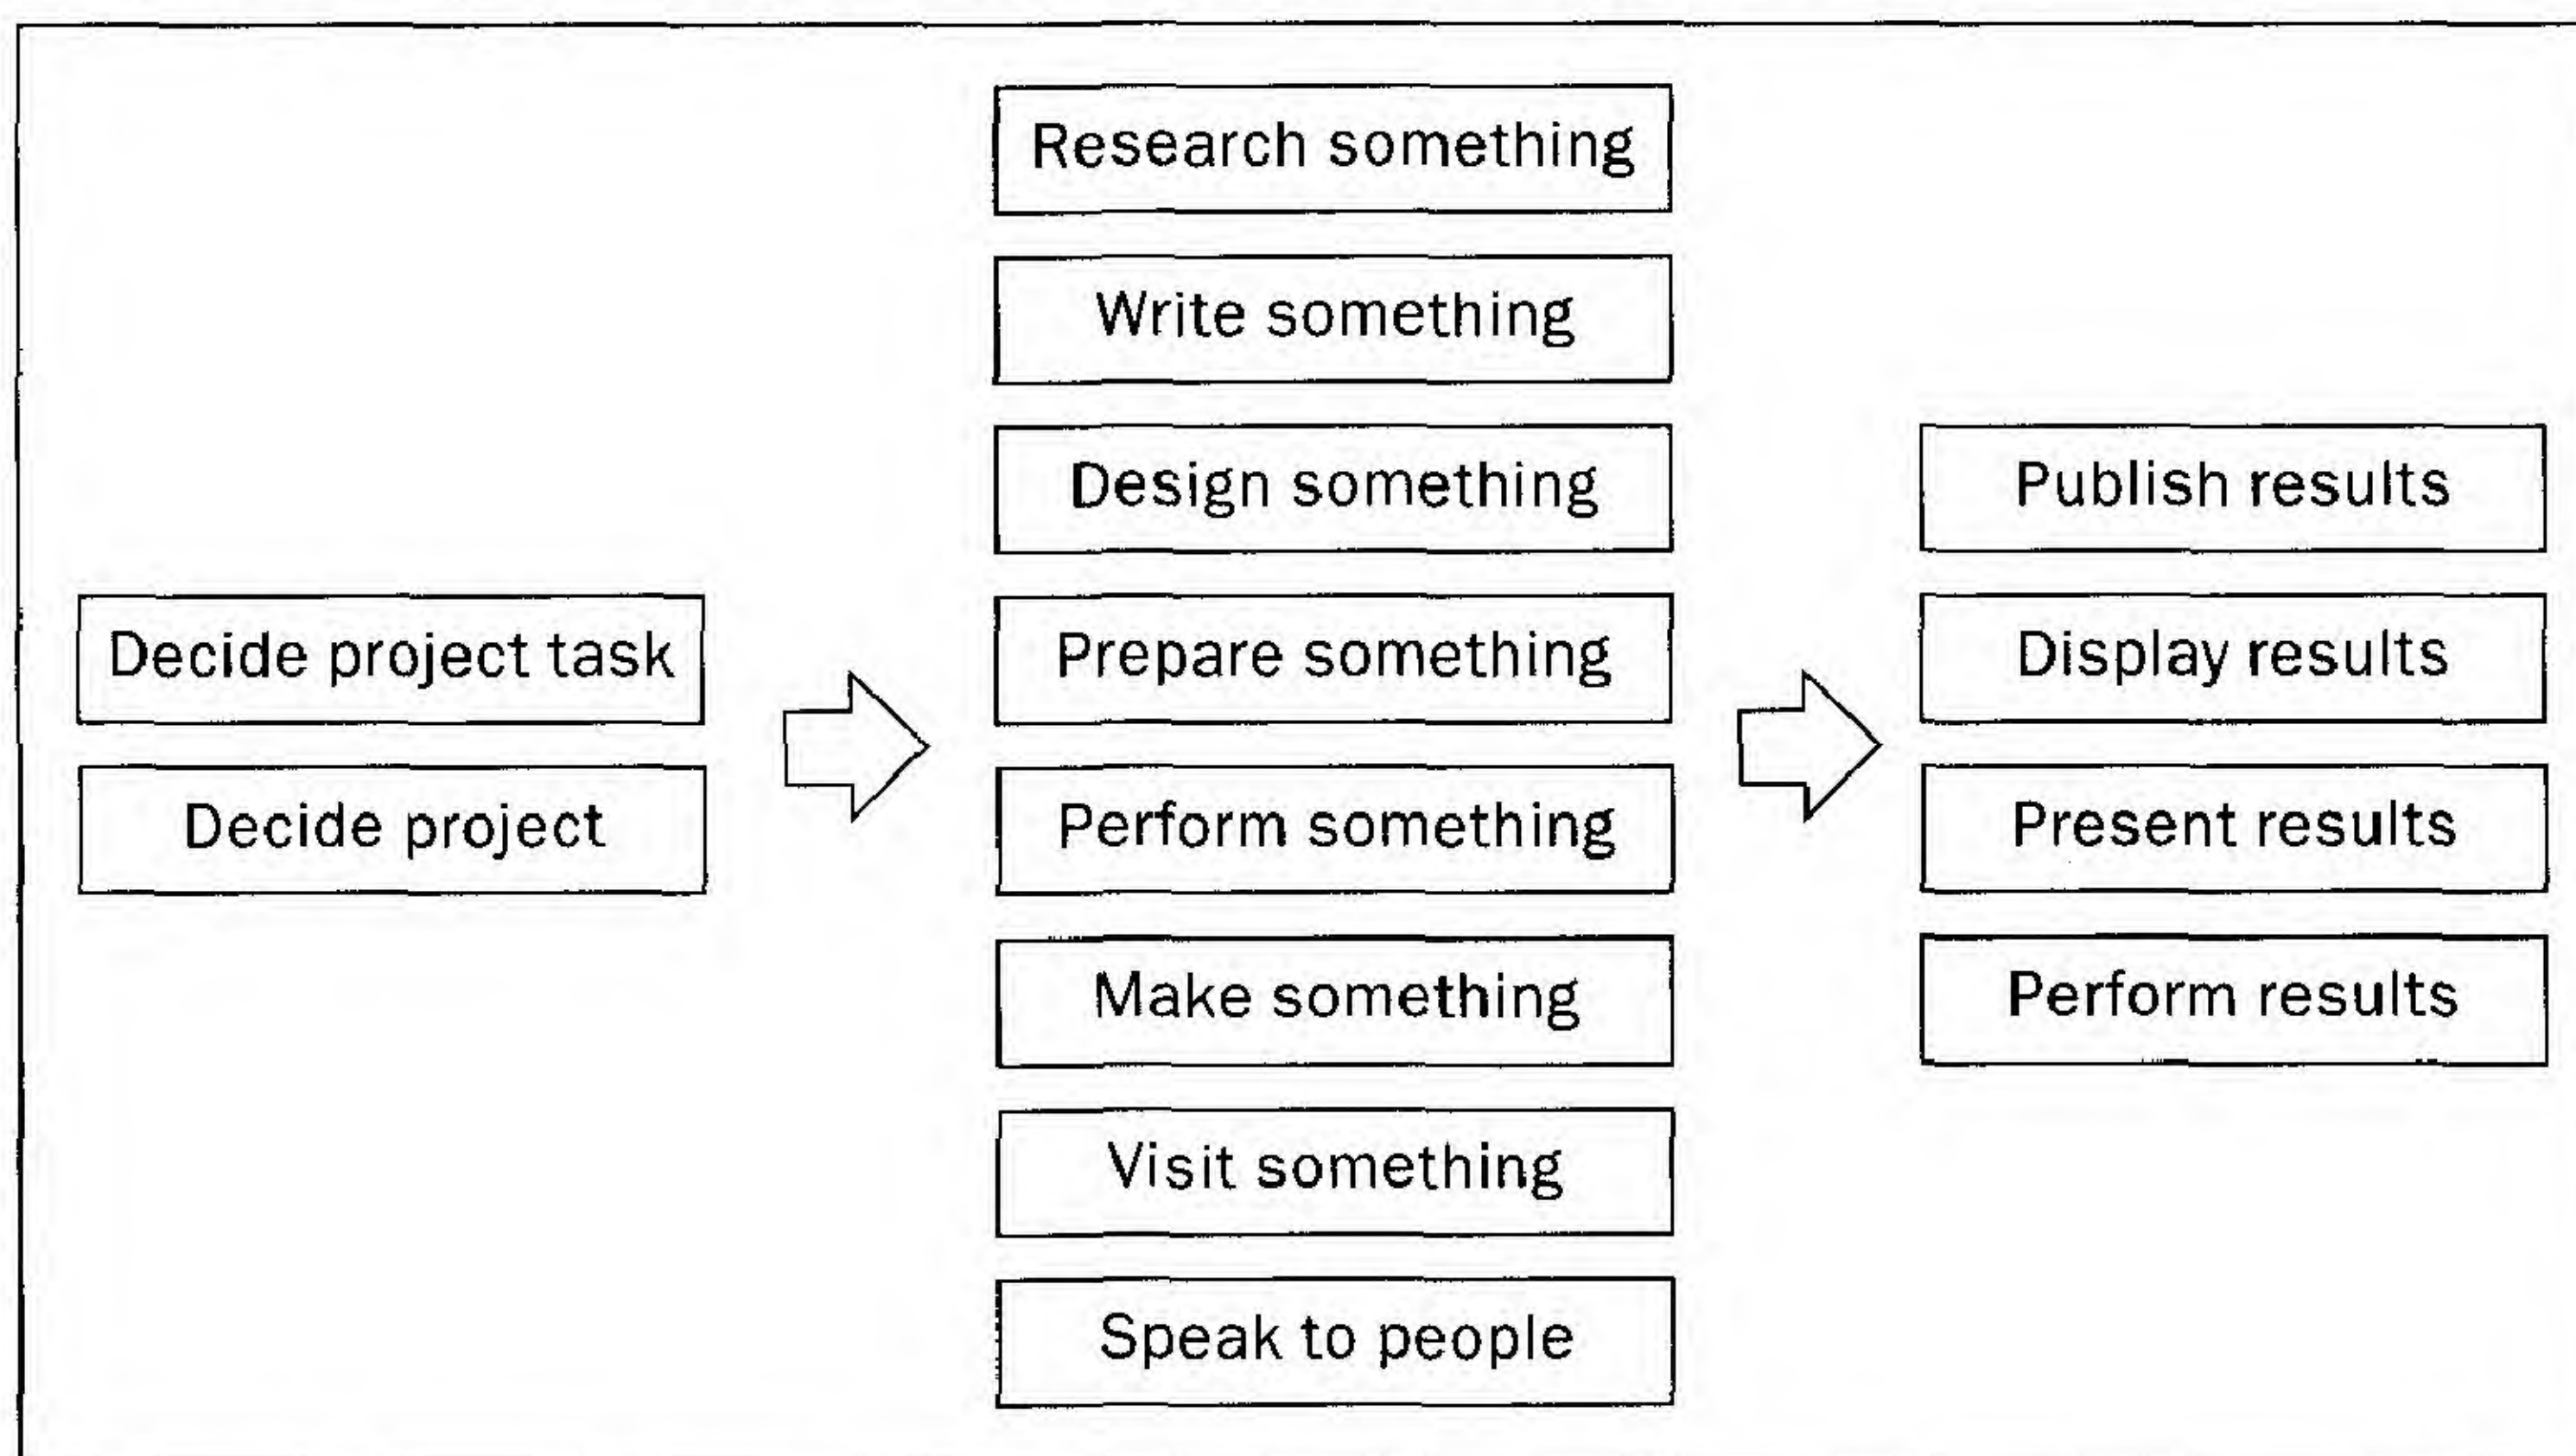 Decide project task
Decide project
Research something
Write something
Design something
Prepare something
Perform something
Make something
Visit something
Speak to people
Publish results
Display results
Present results
Perform results